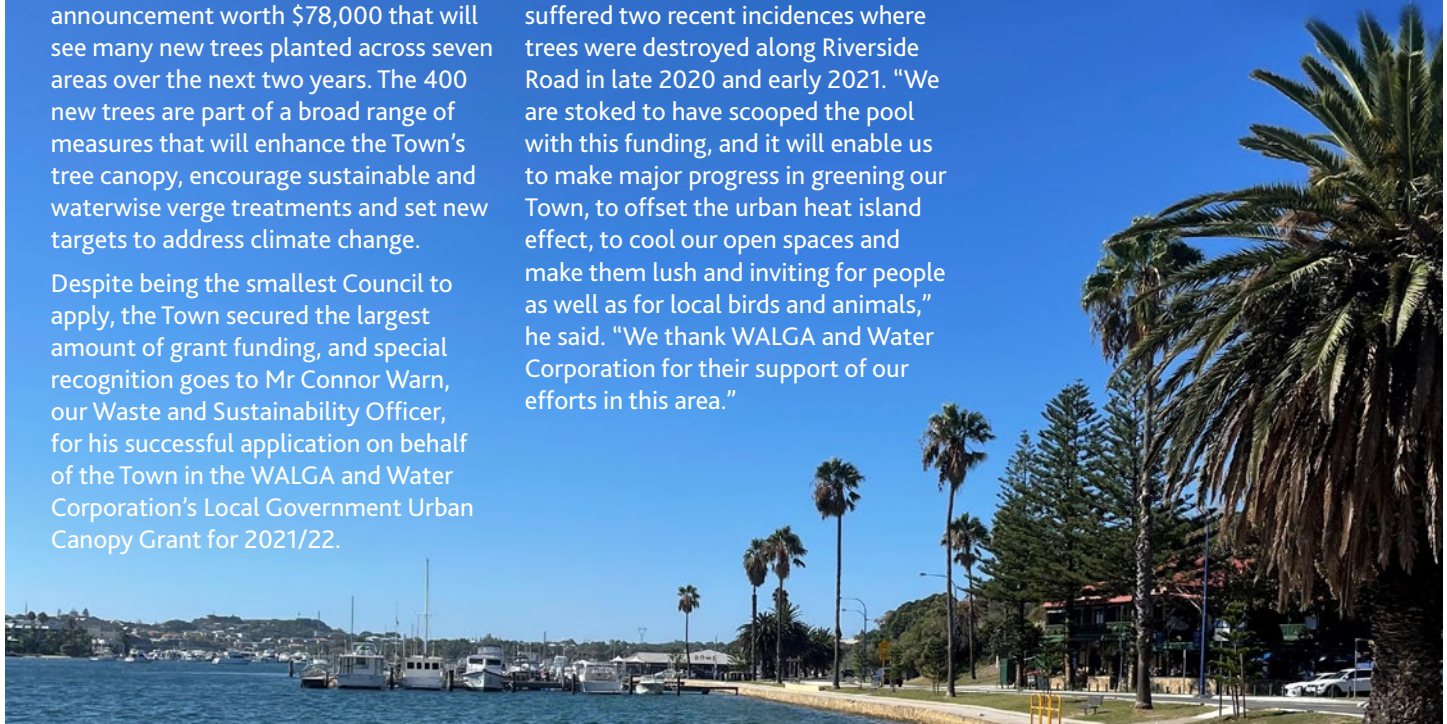 announcement worth $78,000 that will
see many new trees planted across seven
areas over the next two years. The 400
new trees are part of a broad range of
measures that will enhance the Town’s
tree canopy, encourage sustainable and
waterwise verge treatments and set new
targets to address climate change.
Despite being the smallest Council to
apply, the Town secured the largest
amount of grant funding, and special
recognition goes to Mr Connor Warn,
our Waste and Sustainability Officer,
for his successful application on behalf
of the Town in the WALGA and Water
Corporation’s Local Government Urban
Canopy Grant for 2021/22.
suffered two recent incidences where
trees were destroyed along Riverside
Road in late 2020 and early 2021. “We
are stoked to have scooped the pool
with this funding, and it will enable us
to make major progress in greening our
Town, to offset the urban heat island
effect, to cool our open spaces and
make them lush and inviting for people
as well as for local birds and animals,”
he said. “We thank WALGA and Water
Corporation for their support of our
efforts in this area.”
DOME